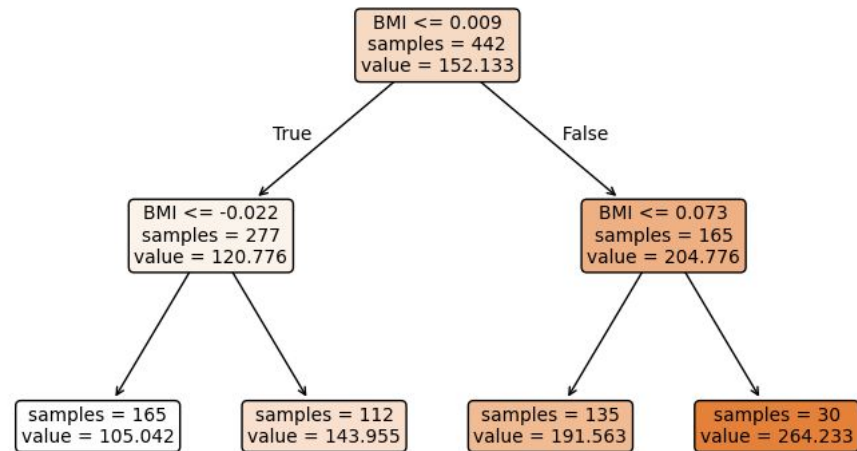 BMI <= 0.009
samples = 442
value = 152.133
True
False
BMI <= -0.022
samples = 277
value = 120.776
BMI <= 0.073
samples = 165
value = 204.776
samples = 165
value = 105.042
samples = 112
value = 143.955
samples = 135
value = 191.563
samples = 30
value = 264.233